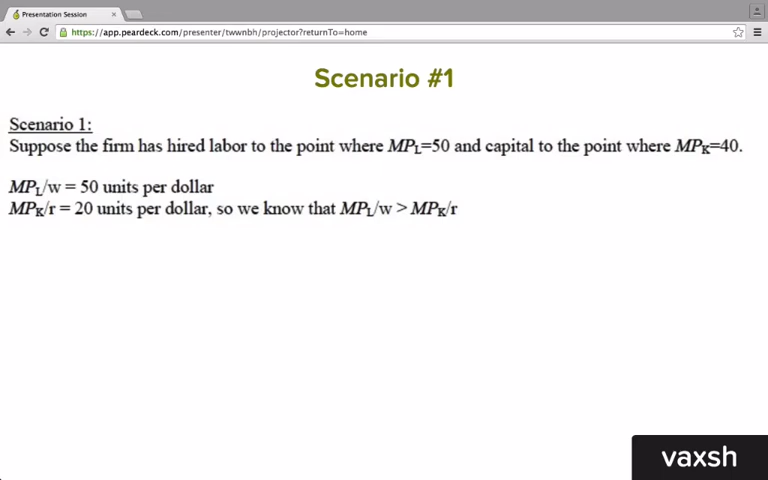 Presentation Session
https://app.peardeck.com/presenter/twwnbh/projector?returnTo=home
Scenario #1
Scenario 1:
Suppose the firm has hired labor to the point where MPL=50 and capital to the point where MPK=40.
MPL/w = 50 units per dollar
MPK/r = 20 units per dollar, so we know that MPL/w > MPK/r
vaxsh